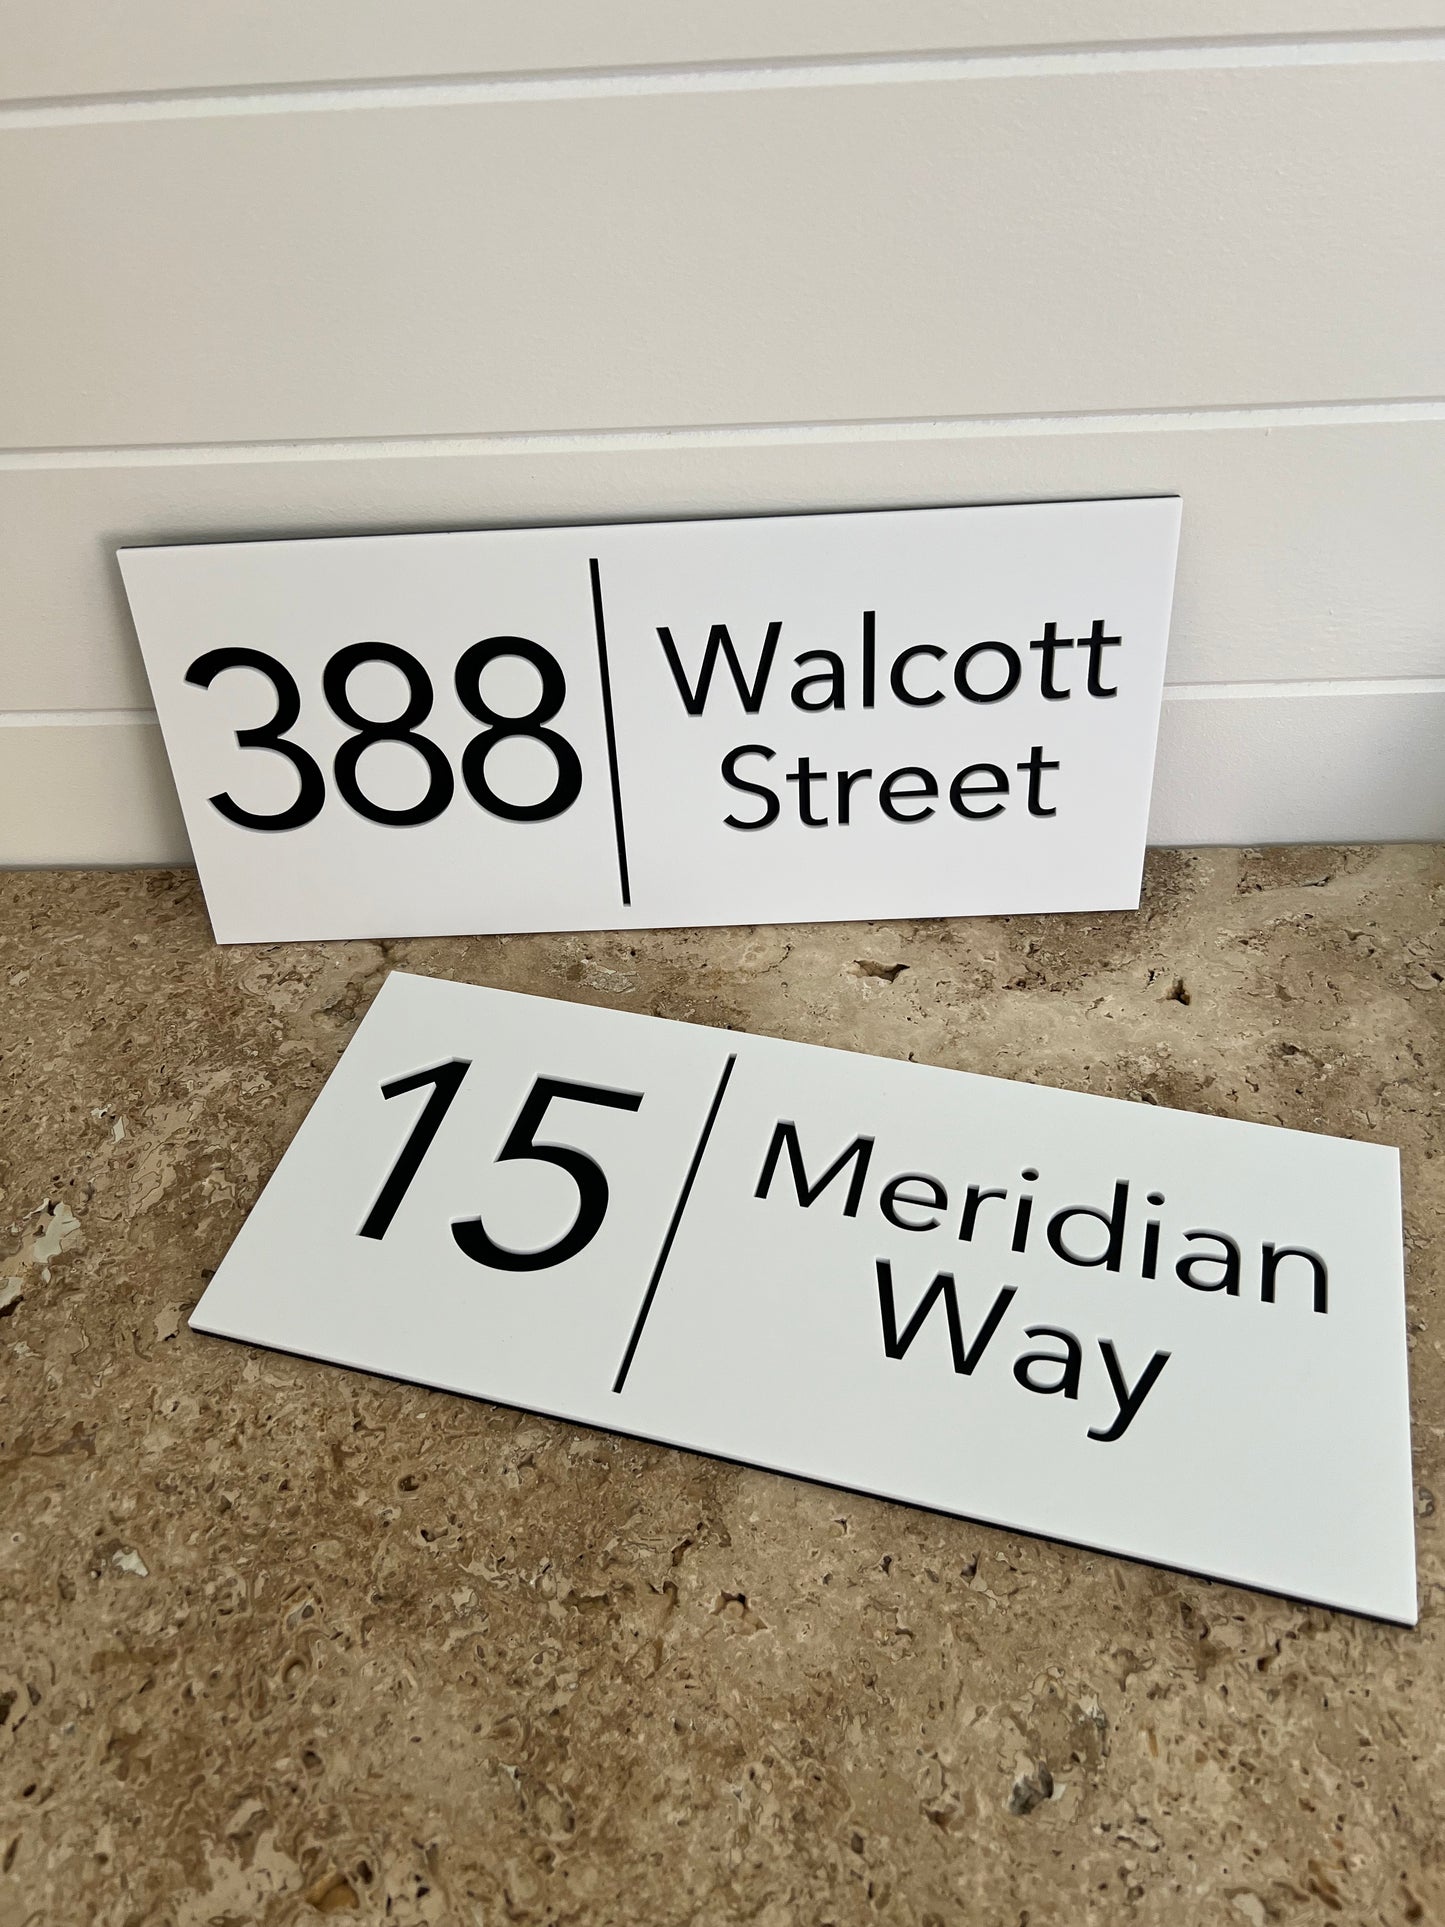 388 | Walcott
Street
15 | Meridian
Way